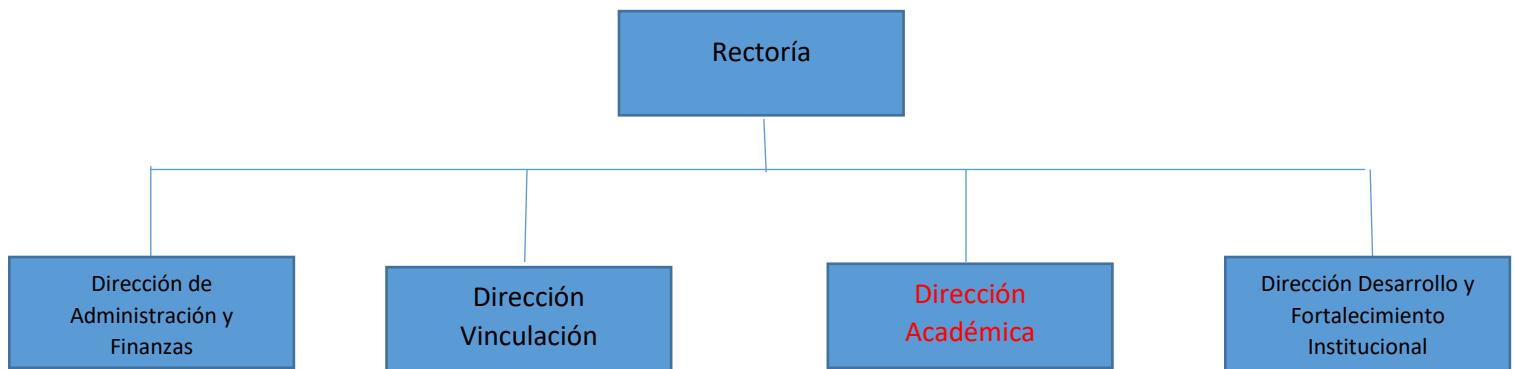 Rectoría
Dirección de
Administración y
Finanzas
Dirección
Vinculación
Dirección
Académica
Dirección Desarrollo y
Fortalecimiento
Institucional